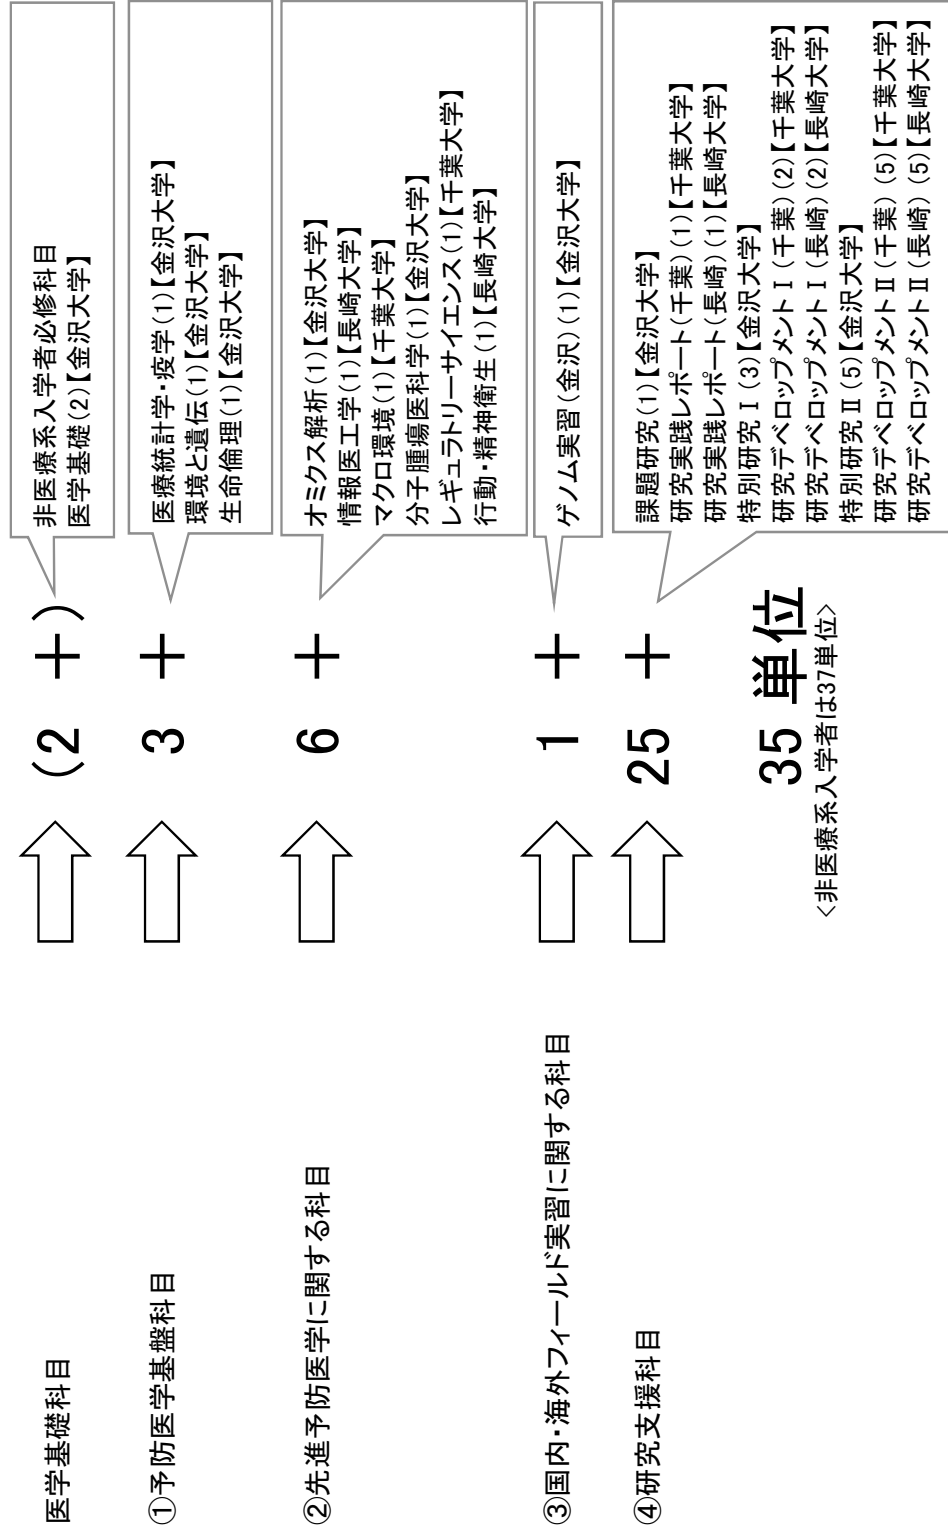 医学基礎科目
(2 +)
非医療系入学者必修科目
医学基礎(2)【金沢大学】
①予防医学基盤科目
3 +
医療統計学・疫学(1)【金沢大学】
環境と遺伝(1)【金沢大学】
生命倫理(1)【金沢大学】
②先進予防医学に関する科目
6 +
オミクス解析(1)【金沢大学】
情報医工学(1)【長崎大学】
マクロ環境(1)【千葉大学】
分子腫瘍医科学(1)【金沢大学】
レギュラトリーサイエンス(1)【千葉大学】
行動・精神衛生(1)【長崎大学】
③国内・海外フィールド実習に関する科目
1 +
ゲノム実習(金沢)(1)【金沢大学】
④研究支援科目
25 +
課題研究(1)【金沢大学】
研究実践レポート(千葉)(1)【千葉大学】
研究実践レポート(長崎)(1)【長崎大学】
特別研究Ⅰ(3)【金沢大学】
研究デベロップメントⅠ(千葉)(2)【千葉大学】
研究デベロップメントⅠ(長崎)(2)【長崎大学】
特別研究Ⅱ(5)【金沢大学】
研究デベロップメントⅡ(千葉)(5)【千葉大学】
研究デベロップメントⅡ(長崎)(5)【長崎大学】
35 単位
<非医療系入学者は37単位>